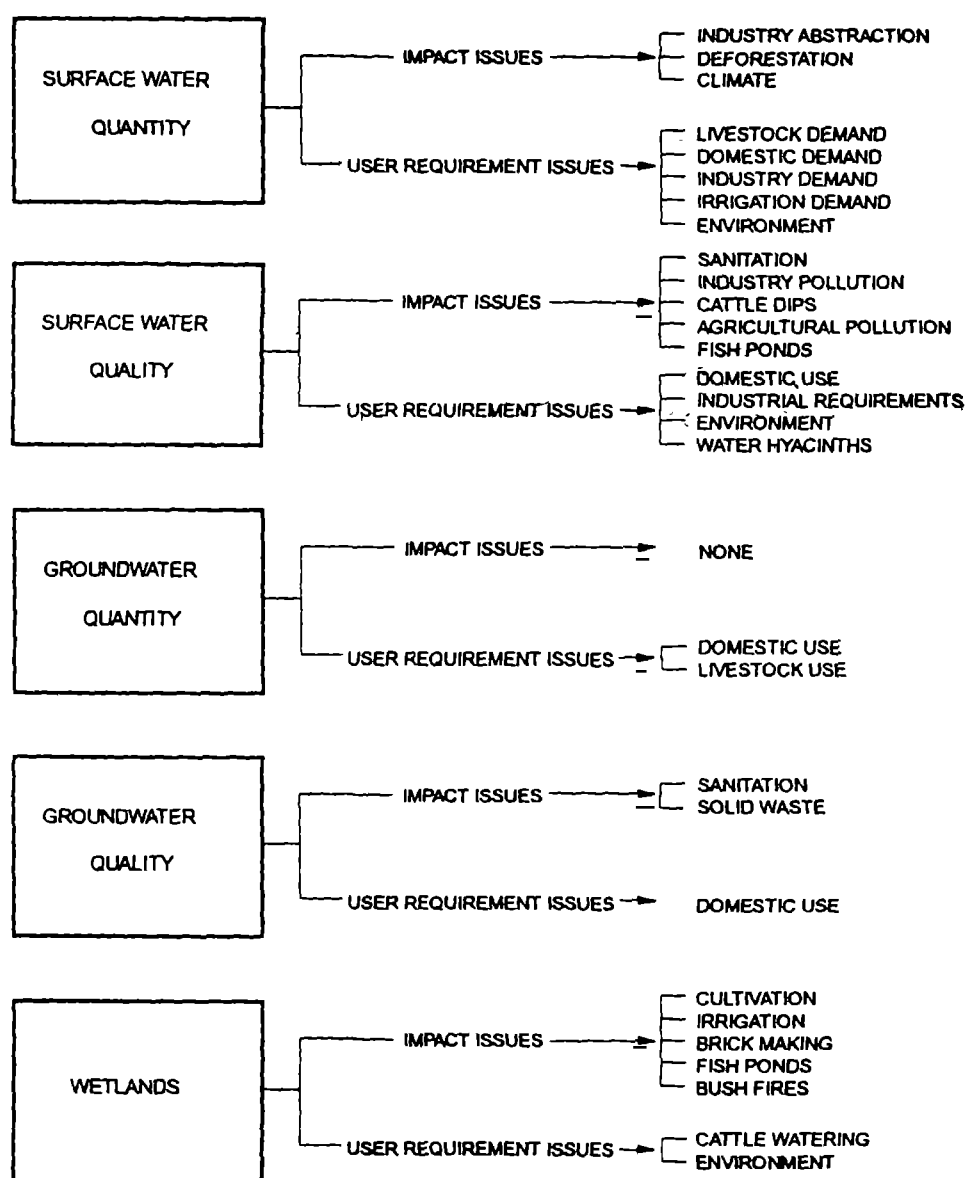 SURFACE WATER
QUANTITY
IMPACT ISSUES
INDUSTRY ABSTRACTION
DEFORESTATION
CLIMATE
USER REQUIREMENT ISSUES
LIVESTOCK DEMAND
DOMESTIC DEMAND
INDUSTRY DEMAND
IRRIGATION DEMAND
ENVIRONMENT
SURFACE WATER
QUALITY
IMPACT ISSUES
SANITATION
INDUSTRY POLLUTION
CATTLE DIPS
AGRICULTURAL POLLUTION
FISH PONDS
USER REQUIREMENT ISSUES
DOMESTIC USE
INDUSTRIAL REQUIREMENTS
ENVIRONMENT
WATER HYACINTHS
GROUNDWATER
QUANTITY
IMPACT ISSUES
NONE
USER REQUIREMENT ISSUES
DOMESTIC USE
LIVESTOCK USE
GROUNDWATER
QUALITY
IMPACT ISSUES
SANITATION
SOLID WASTE
USER REQUIREMENT ISSUES
DOMESTIC USE
WETLANDS
IMPACT ISSUES
CULTIVATION
IRRIGATION
BRICK MAKING
FISH PONDS
BUSH FIRES
USER REQUIREMENT ISSUES
CATTLE WATERING
ENVIRONMENT